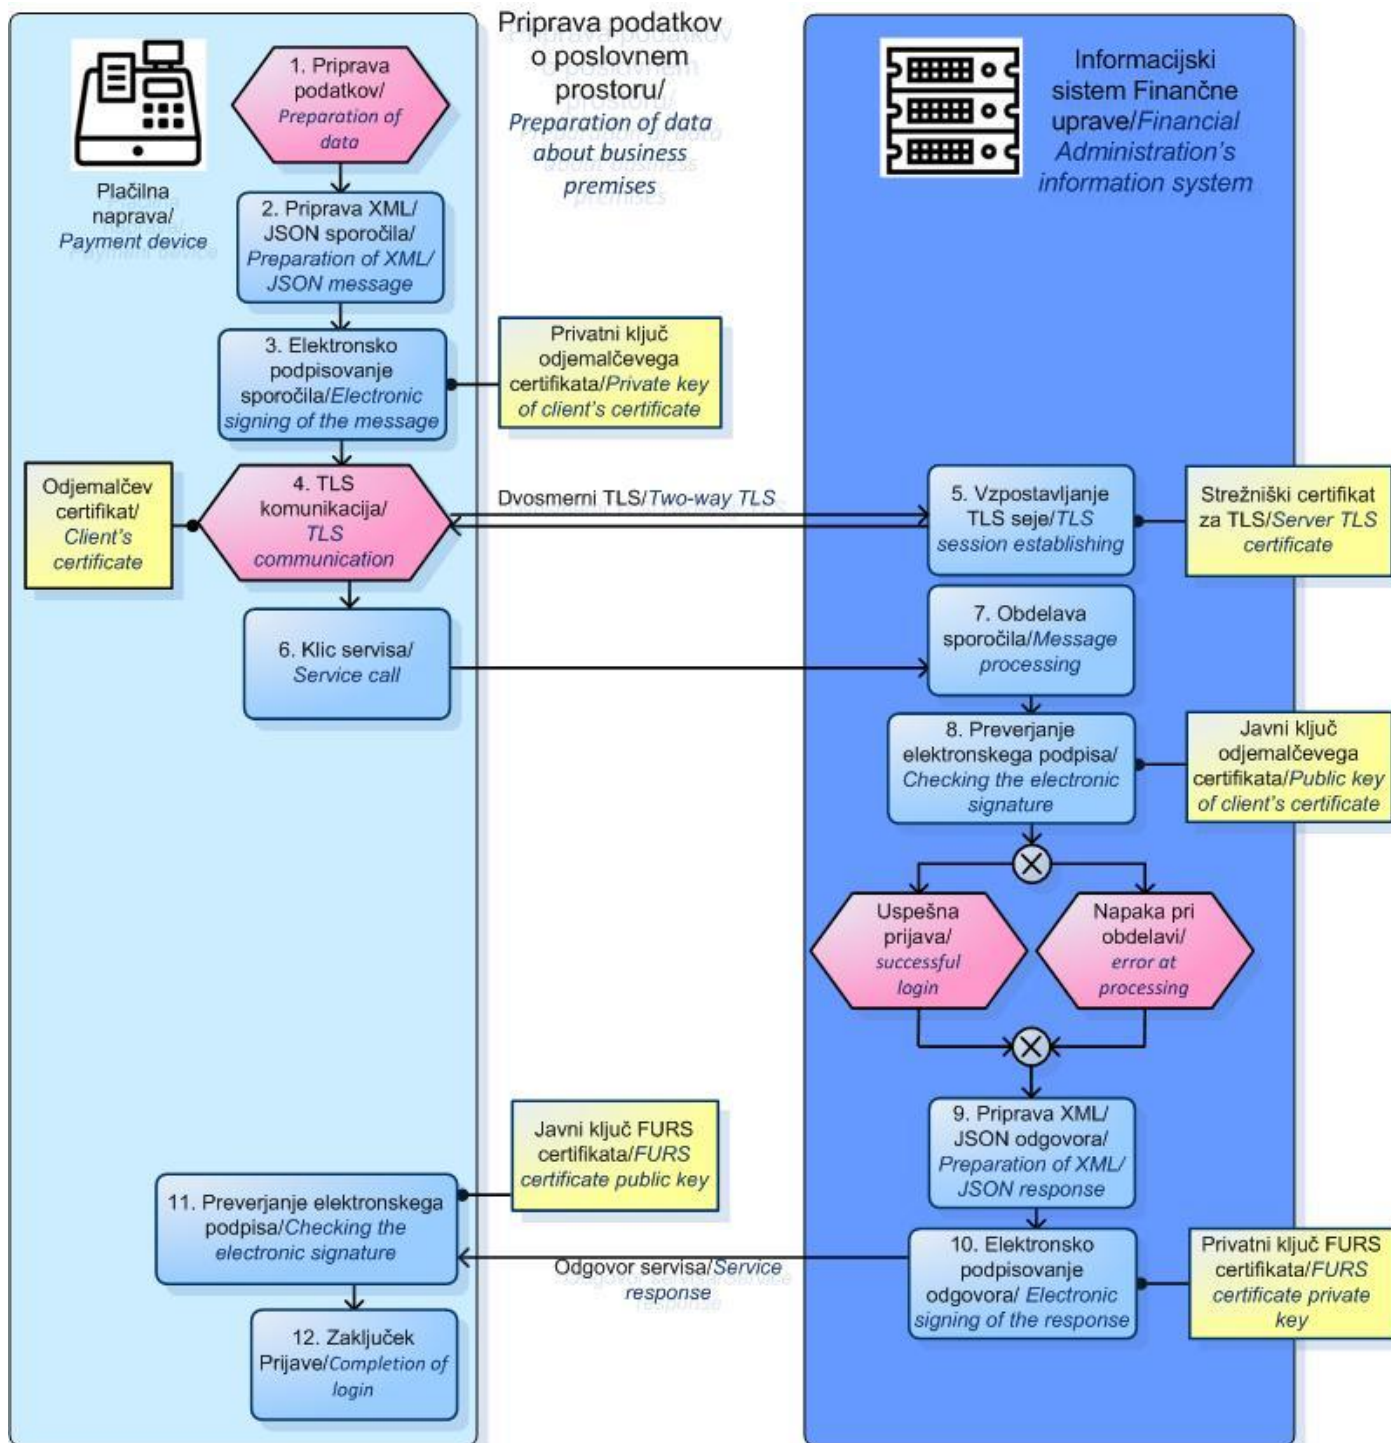 Priprava podatkov
o poslovnem
prostoru/
Preparation of data
about business
premises
Plačilna
naprava/
Payment device
1. Priprava
podatkov/
Preparation of
data
Informacijski
sistem Finančne
uprave/Financial
Administration's
information system
2. Priprava XML/
JSON sporočila/
Preparation of XML/
JSON message
3. Elektronsko
podpisovanje
sporočila/Electronic
signing of the message
Privatni ključ
odjemalčevega
certifikata/Private key
of client's certificate
Odjemalčev
certifikat/
Client's
certificate
4. TLS
komunikacija/
TLS
communication
Dvosmerni TLS/Two-way TLS
5. Vzpostavljanje
TLS seje/TLS
session establishing
Strežniški certifikat
za TLS/Server TLS
certificate
6. Klic servisa/
Service call
7. Obdelava
sporočila/Message
processing
8. Preverjanje
elektronskega podpisa/
Checking the electronic
signature
Javni ključ
odjemalčevega
certifikata/Public key
of client's certificate
Uspešna
prijava/
successful
login
Napaka pri
obdelavi/
error at
processing
9. Priprava XML/
JSON odgovora/
Preparation of XML/
JSON response
Javni ključ FURS
certifikata/FURS
certificate public key
10. Elektronsko
podpisovanje
odgovora/ Electronic
signing of the response
Privatni ključ FURS
certifikata/FURS
certificate private
key
Odgovor servisa/Service
response
11. Preverjanje elektronskega
podpisa/Checking the
electronic signature
12. Zaključek
Prijave/Completion of
login